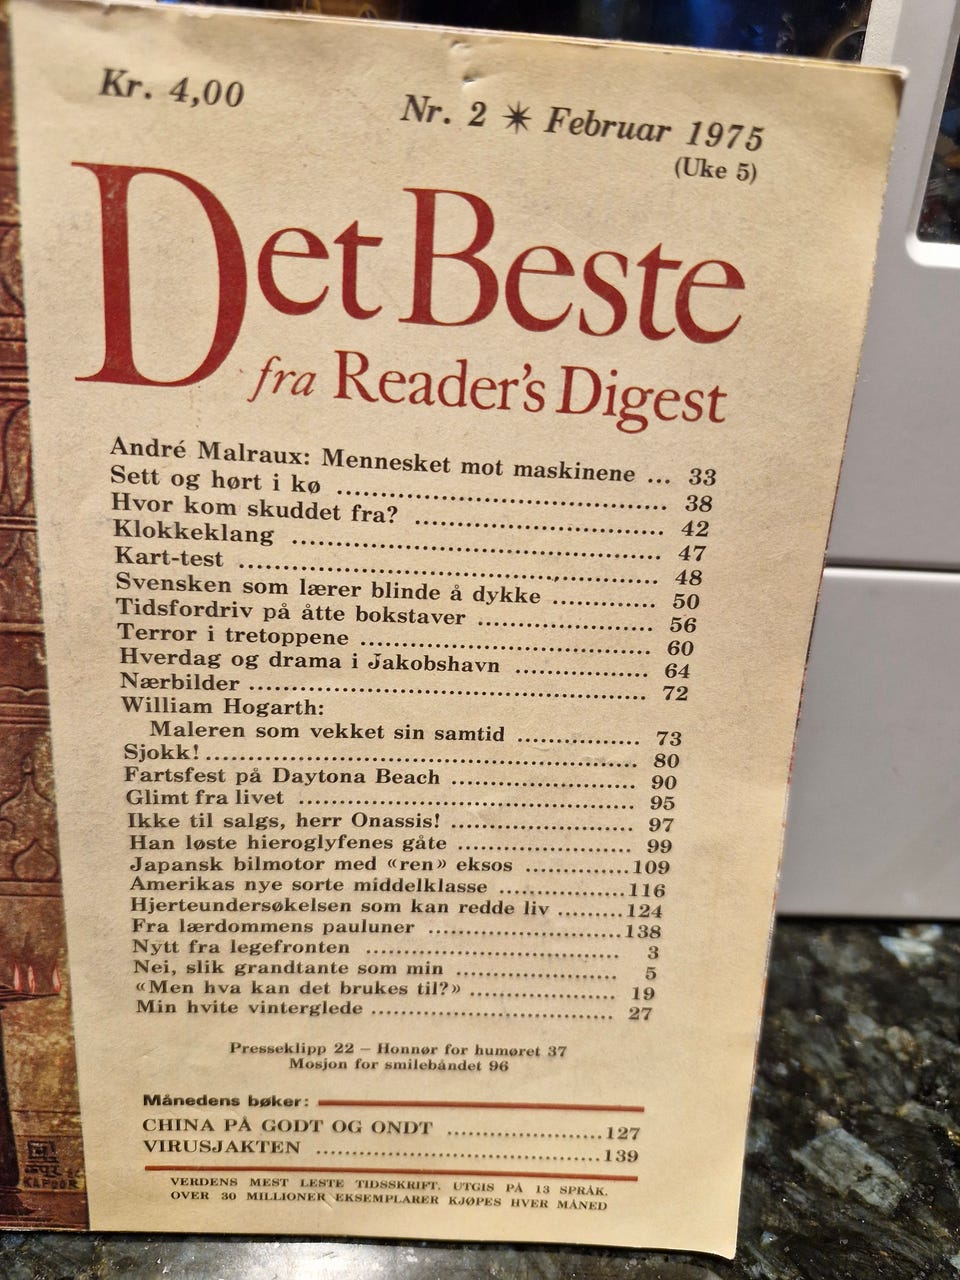 Kr. 4,00
Nr. 2 ✴ Februar 1975
(Uke 5)
Det Beste
fra Reader's Digest
André Malraux: Mennesket mot maskinene ... 33
Sett og hørt i kø ........................................ 38
Hvor kom skuddet fra? .............................. 42
Klokkeklang ............................................. 47
Kart-test .................................................. 48
Svensken som lærer blinde å dykke ............. 50
Tidsfordriv på åtte bokstaver ...................... 56
Terror i tretoppene .................................... 60
Hverdag og drama i Jakobshavn ................. 64
Nærbilder ................................................. 72
William Hogarth:
Maleren som vekket sin samtid ................ 73
Sjokk! ...................................................... 80
Fartsfest på Daytona Beach ........................ 90
Glimt fra livet ........................................... 95
Ikke til salgs, herr Onassis! ........................ 97
Han løste hieroglyfenes gåte ....................... 99
Japansk bilmotor med «ren» eksos .............109
Amerikas nye sorte middelklasse ................116
Hjerteundersøkelsen som kan redde liv ........124
Fra lærdommens pauluner .........................138
Nytt fra legefronten .................................. 3
Nei, slik grandtante som min ..................... 5
«Men hva kan det brukes til?» ................... 19
Min hvite vinterglede ................................ 27
Presseklipp 22 – Honnør for humøret 37
Mosjon for smilebåndet 96
Månedens bøker:
CHINA PÅ GODT OG ONDT ....................127
VIRUSJAKTEN .....................................139
VERDENS MEST LESTE TIDSSKRIFT. UTGIS PÅ 13 SPRÅK.
OVER 30 MILLIONER EKSEMPLARER KJØPES HVER MÅNED
KAPOOR